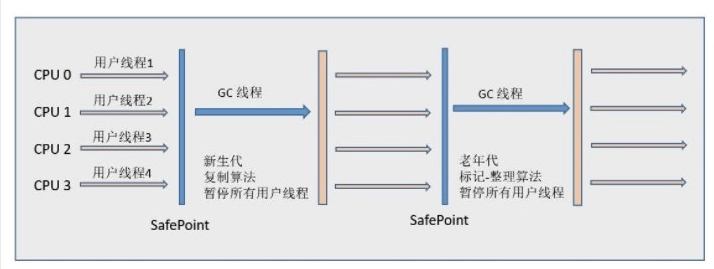 CPU 0
用户线程1
CPU 1
用户线程2
CPU 2
用户线程3
CPU 3
用户线程4
SafePoint
GC 线程
新生代
复制算法
暂停所有用户线程
SafePoint
GC 线程
老年代
标记-整理算法
暂停所有用户线程